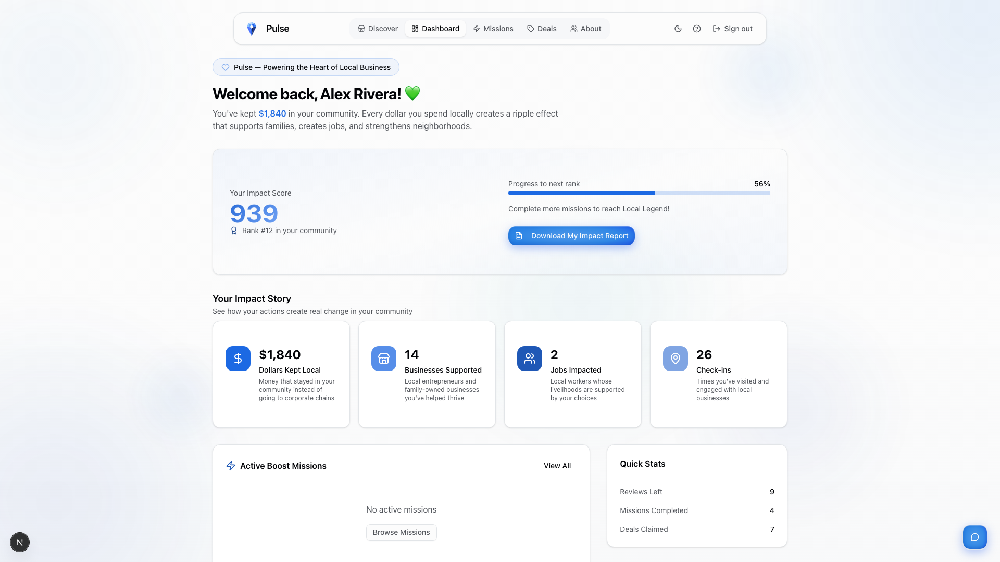 Pulse
Discover
Dashboard
Missions
Deals
About
Sign out
Pulse — Powering the Heart of Local Business
Welcome back, Alex Rivera! 💚
You've kept $1,840 in your community. Every dollar you spend locally creates a ripple effect
that supports families, creates jobs, and strengthens neighborhoods.
Your Impact Score
939
Rank #12 in your community
Progress to next rank
56%
Complete more missions to reach Local Legend!
Download My Impact Report
Your Impact Story
See how your actions create real change in your community
$1,840
Dollars Kept Local
Money that stayed in your
community instead of
going to corporate chains
14
Businesses Supported
Local entrepreneurs and
family-owned businesses
you've helped thrive
2
Jobs Impacted
Local workers whose
livelihoods are supported
by your choices
26
Check-ins
Times you've visited and
engaged with local
businesses
Active Boost Missions
View All
No active missions
Browse Missions
Quick Stats
Reviews Left
9
Missions Completed
4
Deals Claimed
7
N